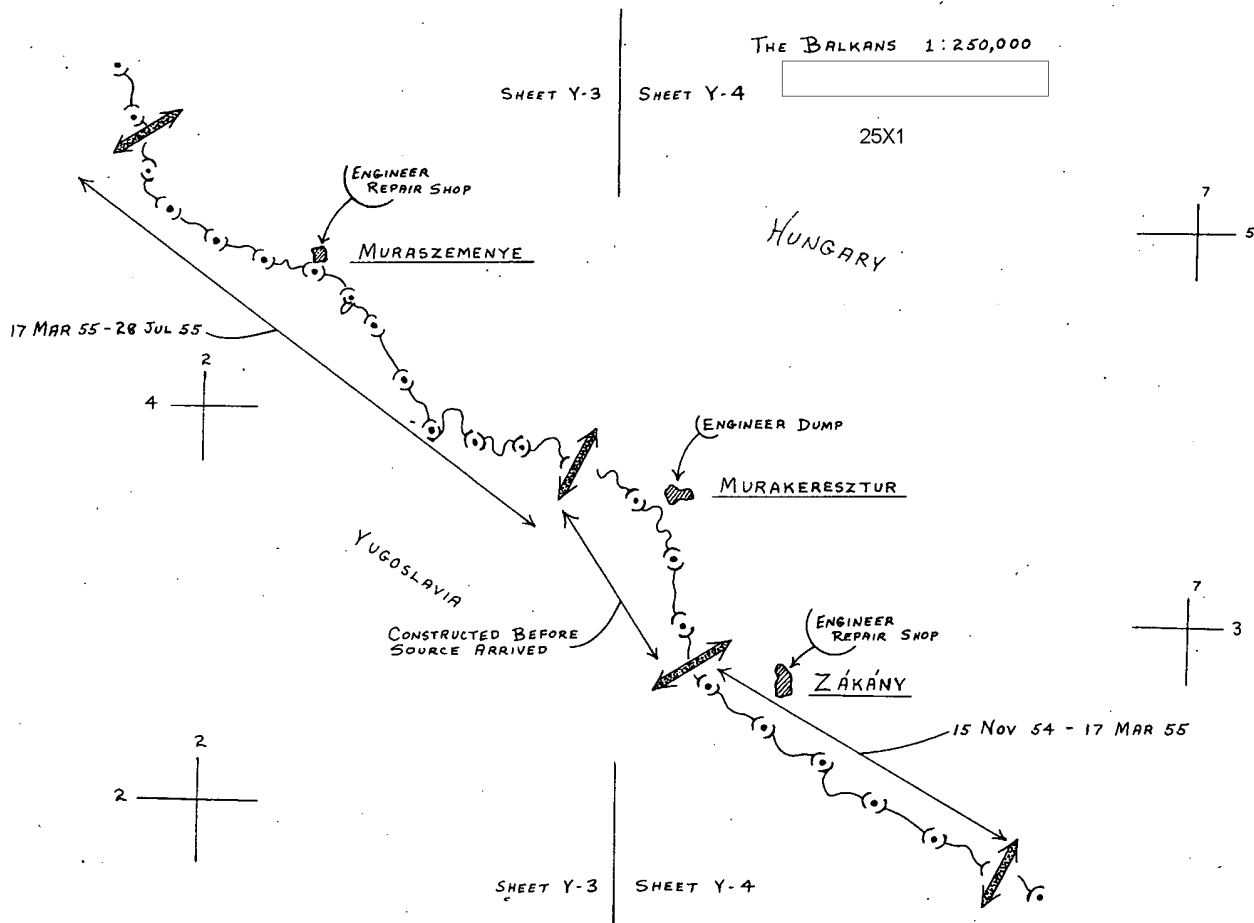 THE BALKANS 1:250,000
SHEET Y-3 SHEET Y-4
25X1
ENGINEER
REPAIR SHOP
MURASZEMENYE
HUNGARY
7
5
17 MAR 55 - 28 JUL 55
2
4
ENGINEER DUMP
MURAKERESZTUR
YUGOSLAVIA
CONSTRUCTED BEFORE
SOURCE ARRIVED
ENGINEER
REPAIR SHOP
ZÁKÁNY
7
3
15 NOV 54 - 17 MAR 55
2
2
SHEET Y-3 SHEET Y-4